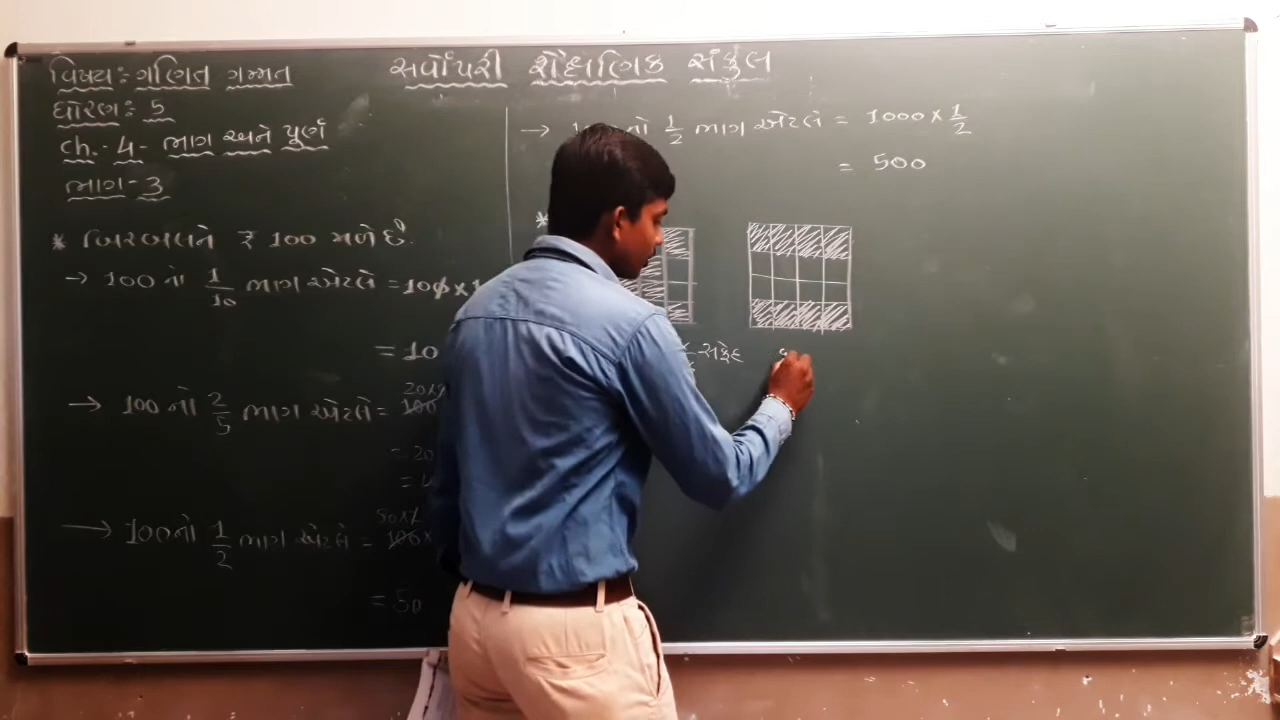 વિષય: ગણિત ગમ્મત
સર્વોપરી શૈક્ષણિક સંકુલ
ધોરણ: 5
ch. - 4 - ભાગ અને પૂર્ણ
ભાગ - 3
* બિરબલને ₹ 100 મળે છે.
→ 100 નો 1/10 ભાગ એટલે = 100 × 1
= 10
→ 100 નો 2/5 ભાગ એટલે = 100
20 × 2
= 20
→ 100 નો 1/2 ભાગ એટલે = 100 ×
50 × 1
= 50
→ નો 1/2 ભાગ એટલે = 1000 × 1/2
= 500
*
સફેદ